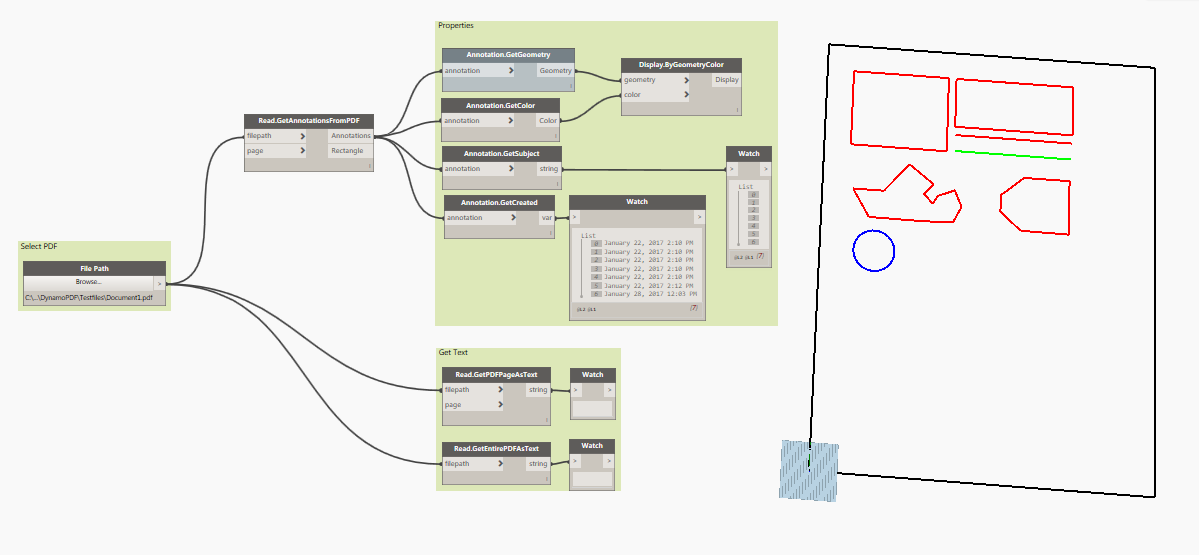 Properties
Annotation.GetGeometry
annotation > Geometry
Display.ByGeometryColor
geometry > Display
color >
Annotation.GetColor
annotation > Color
Read.GetAnnotationsFromPDF
filepath > Annotations
page > Rectangle
Annotation.GetSubject
annotation > string
Watch
> >
List
0
1
2
3
4
5
6
@L2 @L1 {7}
Annotation.GetCreated
annotation > var
Watch
> >
List
0 January 22, 2017 2:10 PM
1 January 22, 2017 2:10 PM
2 January 22, 2017 2:10 PM
3 January 22, 2017 2:10 PM
4 January 22, 2017 2:10 PM
5 January 22, 2017 2:12 PM
6 January 28, 2017 12:03 PM
@L2 @L1 {7}
Select PDF
File Path
Browse... >
C:\...\DynamoPDF\Testfiles\Document1.pdf
Get Text
Read.GetPDFPageAsText
filepath > string
page >
Watch
> >
Read.GetEntirePDFAsText
filepath > string
Watch
> >